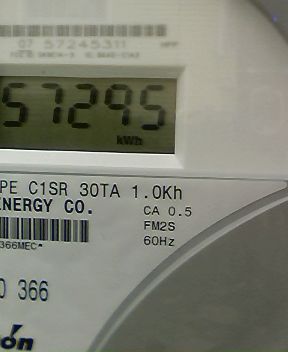 07 57245311
57295
kWh
PE C1SR 30TA 1.0Kh
ENERGY CO.
CA 0.5
FM2S
60Hz
366MEC*
0 366
ón